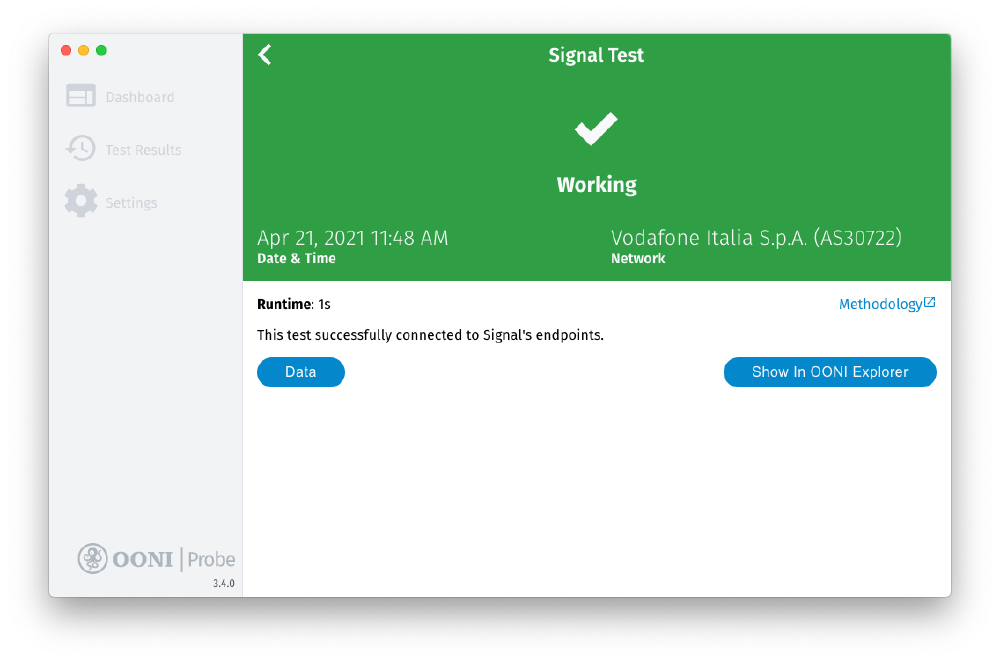 Signal Test
Dashboard
Test Results
Settings
Working
Apr 21, 2021 11:48 AM
Date & Time
Vodafone Italia S.p.A. (AS30722)
Network
Runtime: 1s
Methodology
This test successfully connected to Signal's endpoints.
Data
Show In OONI Explorer
OONI | Probe
3.4.0